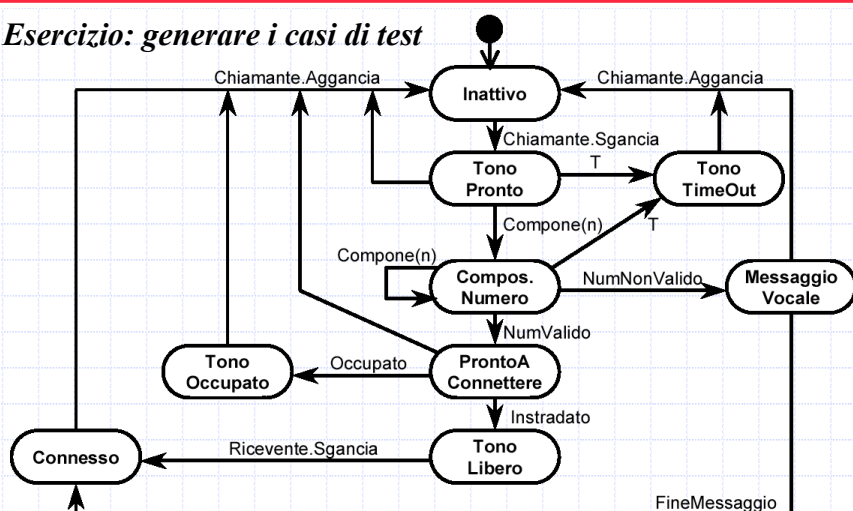 Esercizio: generare i casi di test
Chiamante.Aggancia
Chiamante.Aggancia
Inattivo
Chiamante.Sgancia
Tono
Pronto
T
Tono
TimeOut
Compone(n)
T
Compone(n)
Compos.
Numero
NumNonValido
Messaggio
Vocale
NumValido
Tono
Occupato
Occupato
ProntoA
Connettere
Instradato
Connesso
Ricevente.Sgancia
Tono
Libero
FineMessaggio